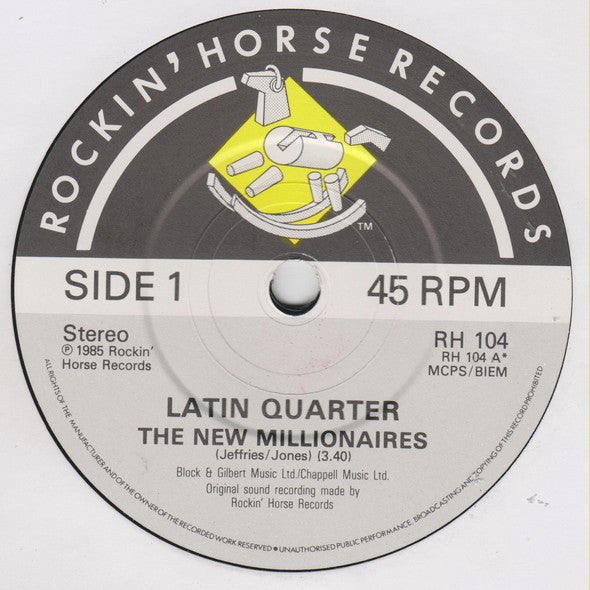 ROCKIN' HORSE RECORDS
TM
SIDE 1
45 RPM
Stereo
℗ 1985 Rockin'
Horse Records
RH 104
RH 104 A*
MCPS/BIEM
LATIN QUARTER
THE NEW MILLIONAIRES
(Jeffries/Jones) (3.40)
Block & Gilbert Music Ltd./Chappell Music Ltd.
Original sound recording made by
Rockin' Horse Records
ALL RIGHTS OF THE MANUFACTURER AND OF THE OWNER OF THE RECORDED WORK RESERVED • UNAUTHORISED PUBLIC PERFORMANCE, BROADCASTING AND COPYING OF THIS RECORD PROHIBITED